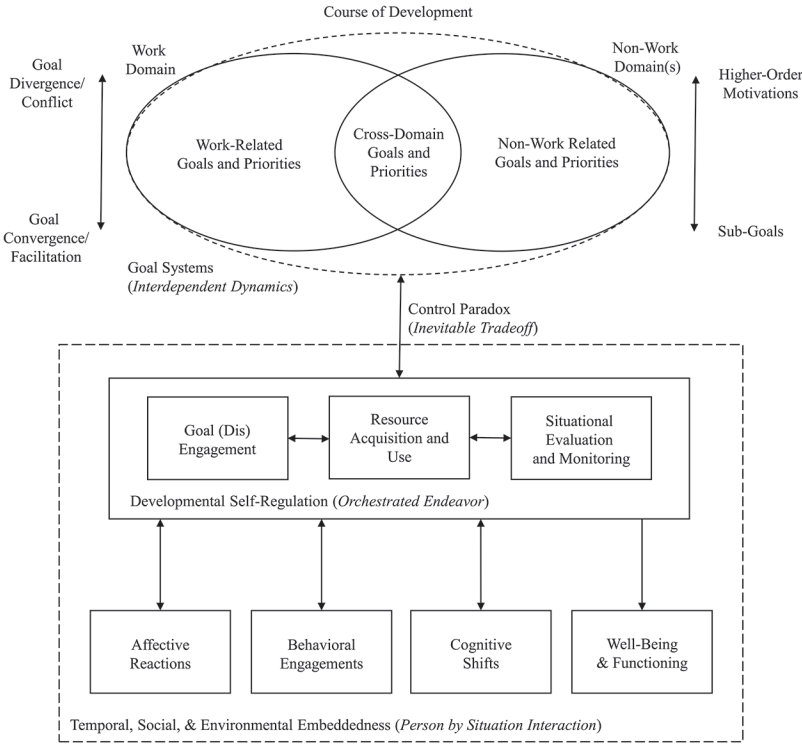 Course of Development
Goal
Divergence/
Conflict
Work
Domain
Non-Work
Domain(s)
Higher-Order
Motivations
Work-Related
Goals and Priorities
Cross-Domain
Goals and
Priorities
Non-Work Related
Goals and Priorities
Goal
Convergence/
Facilitation
Sub-Goals
Goal Systems
(Interdependent Dynamics)
Control Paradox
(Inevitable Tradeoff)
Goal (Dis)
Engagement
Resource
Acquisition and
Use
Situational
Evaluation
and Monitoring
Developmental Self-Regulation (Orchestrated Endeavor)
Affective
Reactions
Behavioral
Engagements
Cognitive
Shifts
Well-Being
& Functioning
Temporal, Social, & Environmental Embeddedness (Person by Situation Interaction)